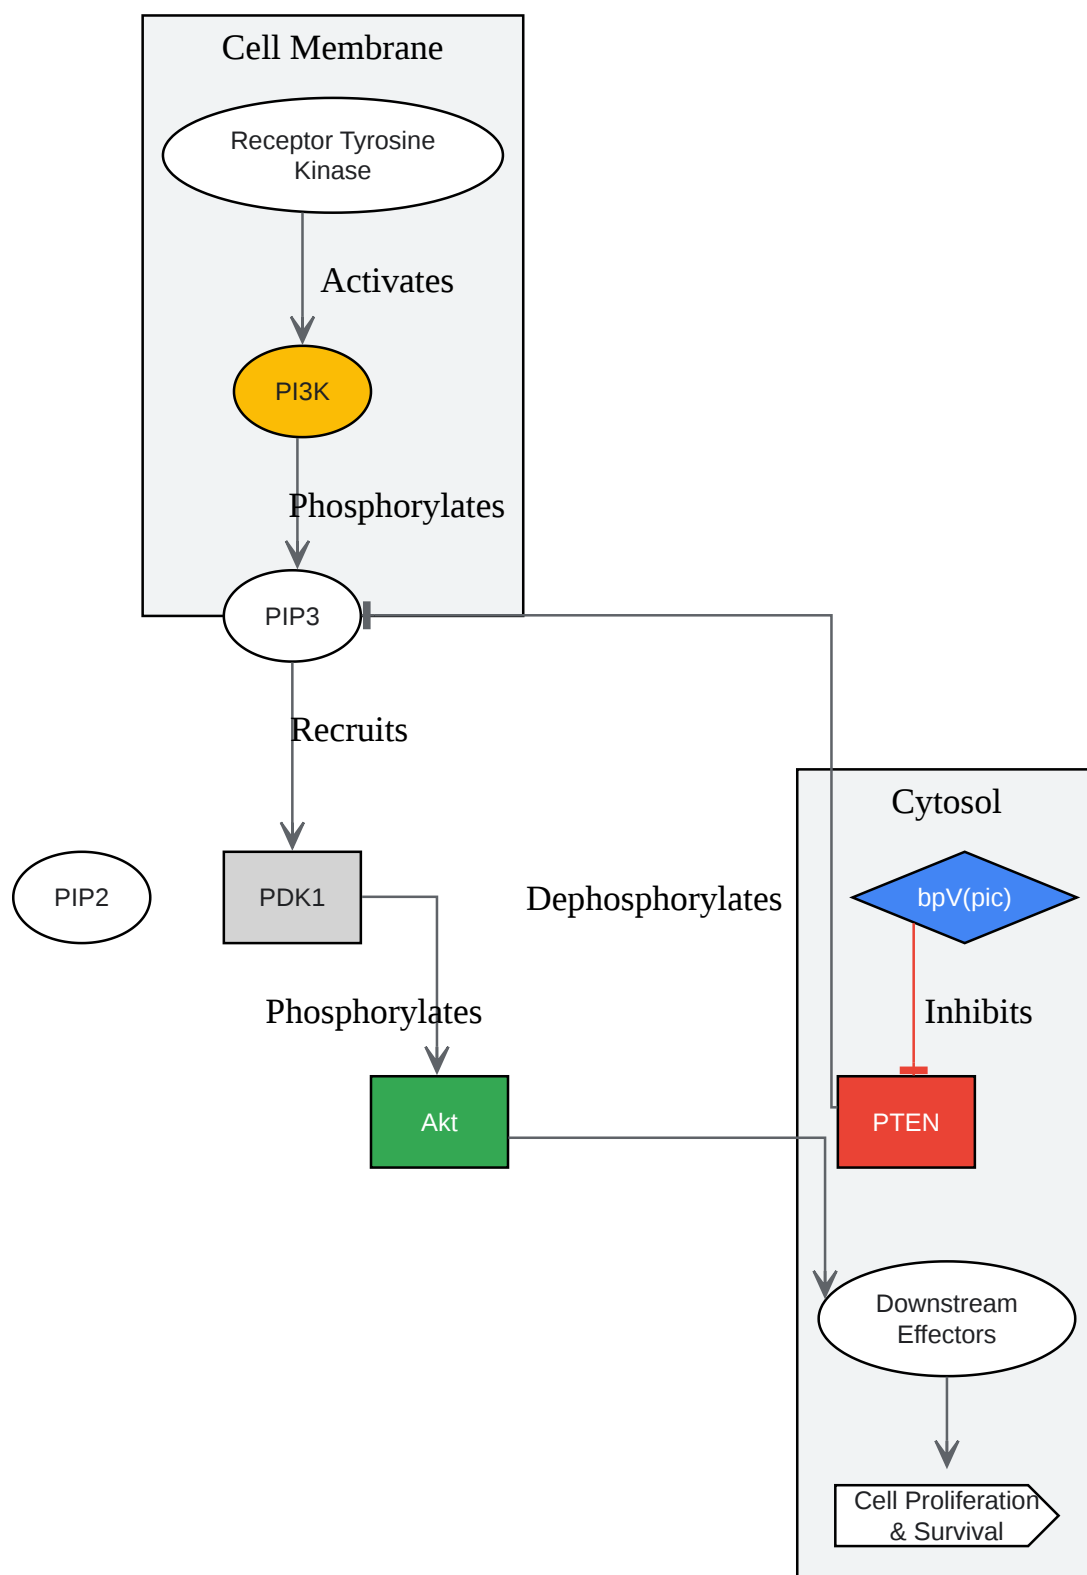 Cell Membrane
Receptor Tyrosine
Kinase
Activates
PI3K
Phosphorylates
PIP3
Recruits
Cytosol
PIP2
PDK1
Dephosphorylates
bpV(pic)
Phosphorylates
Inhibits
Akt
PTEN
Downstream
Effectors
Cell Proliferation
& Survival